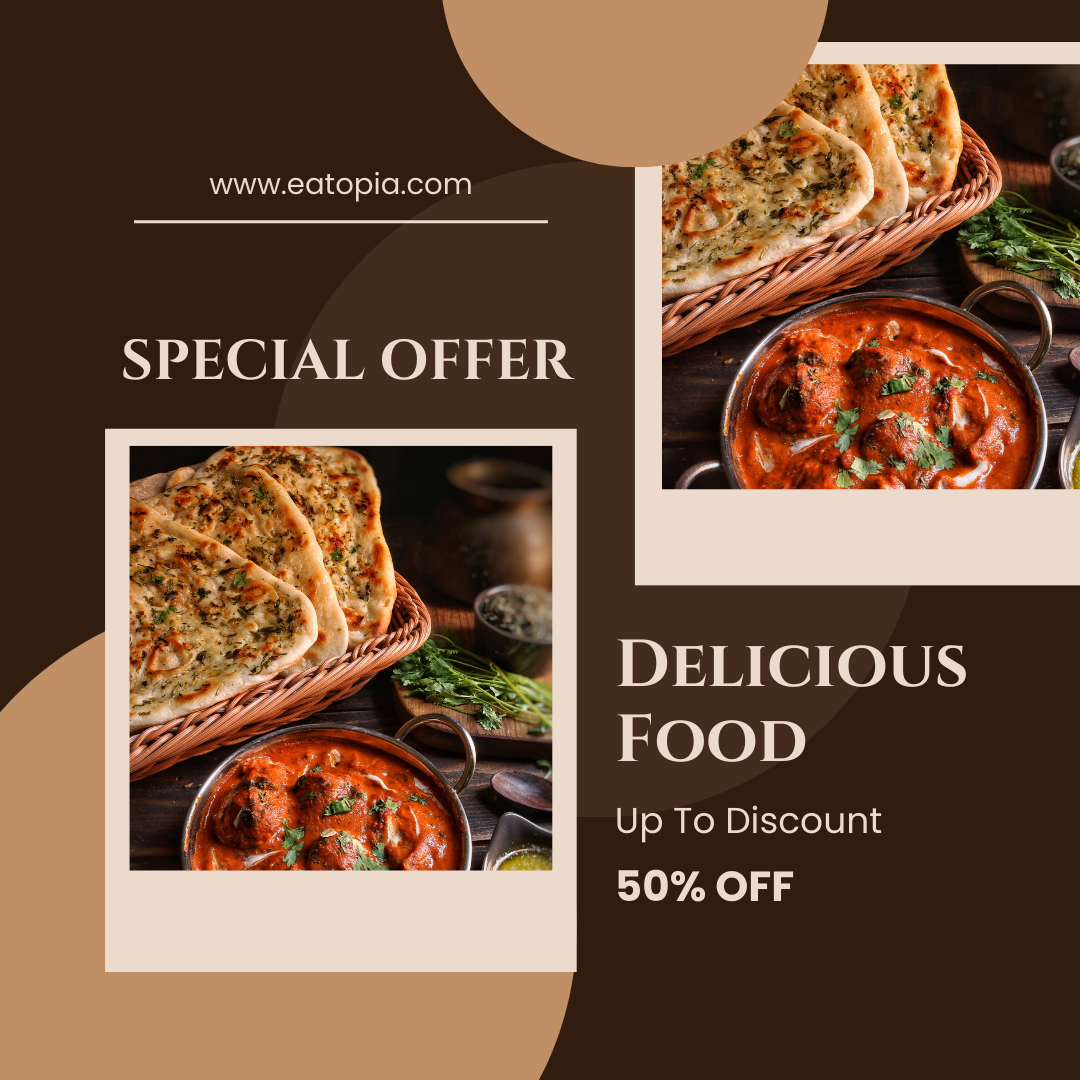 www.eatopia.com
SPECIAL OFFER
Delicious
Food
Up To Discount
50% OFF